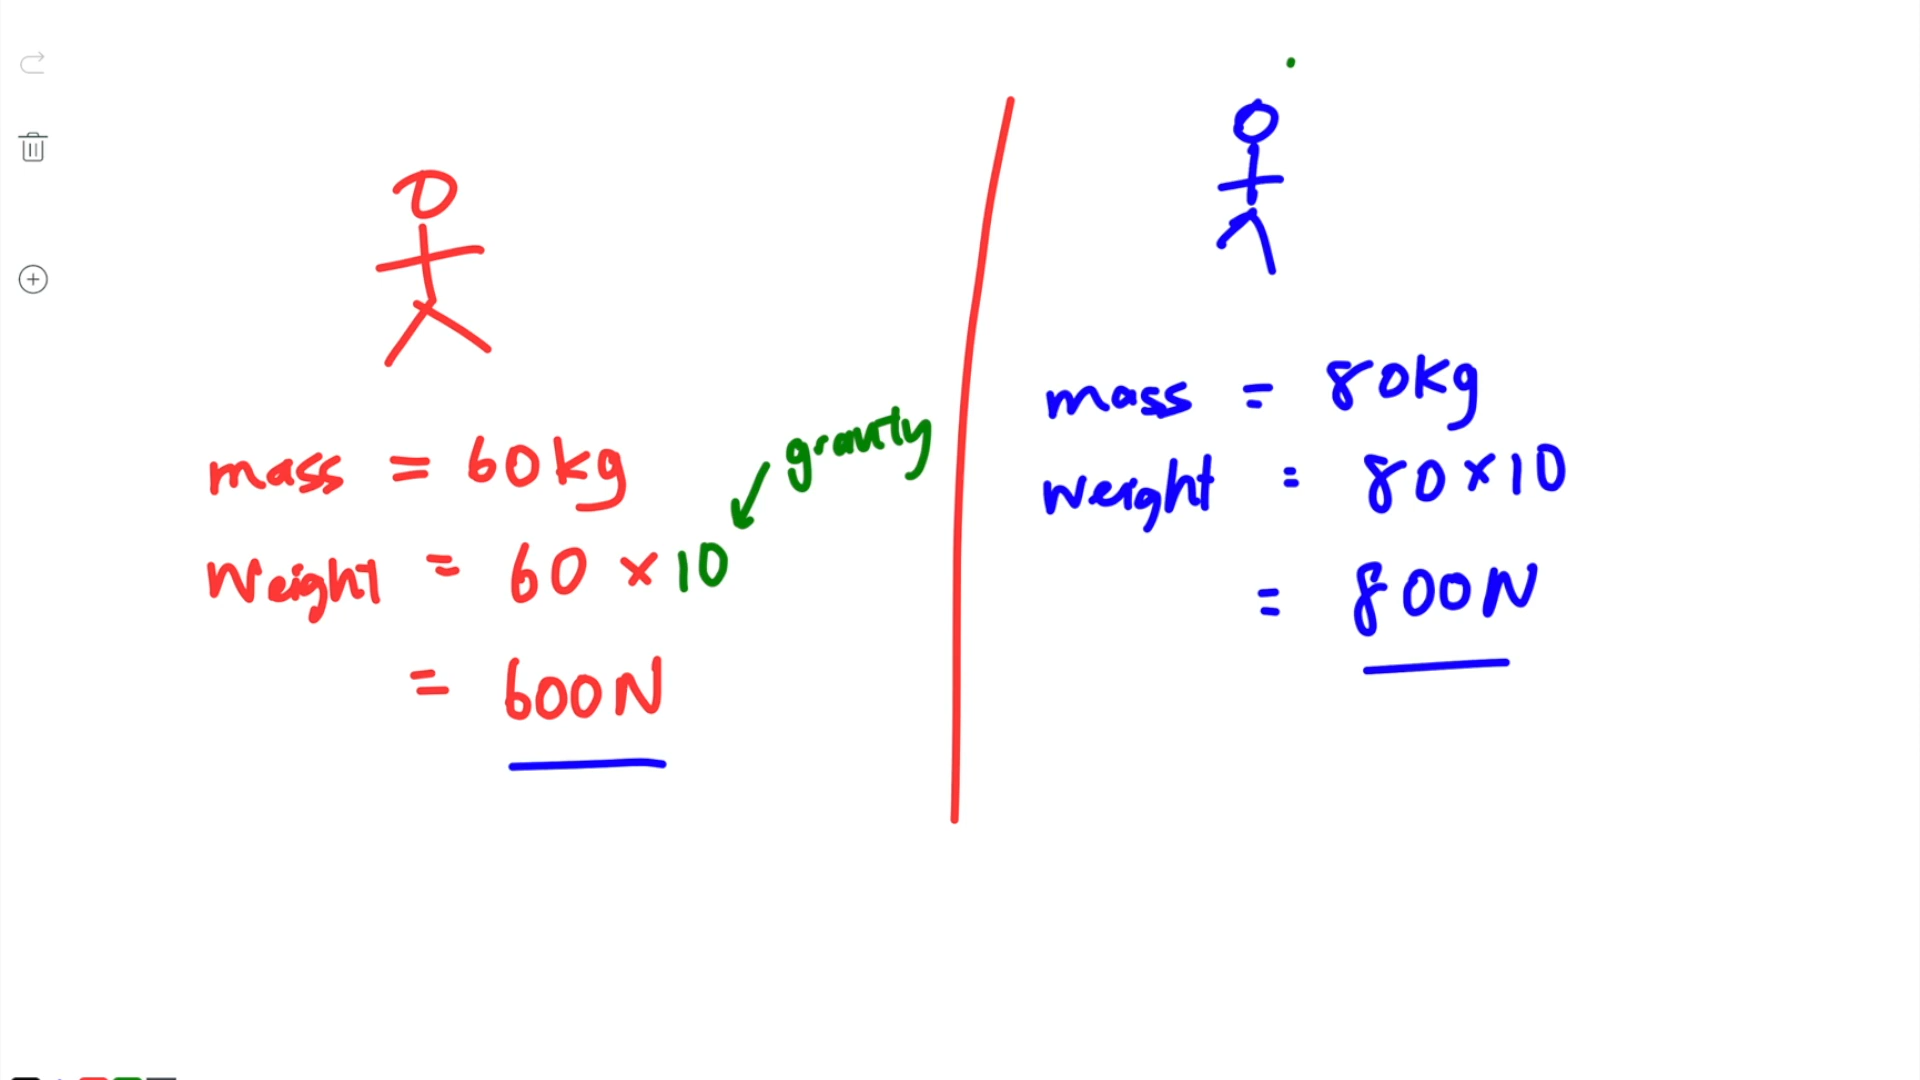 mass = 60kg
gravity
Weight = 60 × 10
= 600N
mass = 80kg
Weight = 80 × 10
= 800N